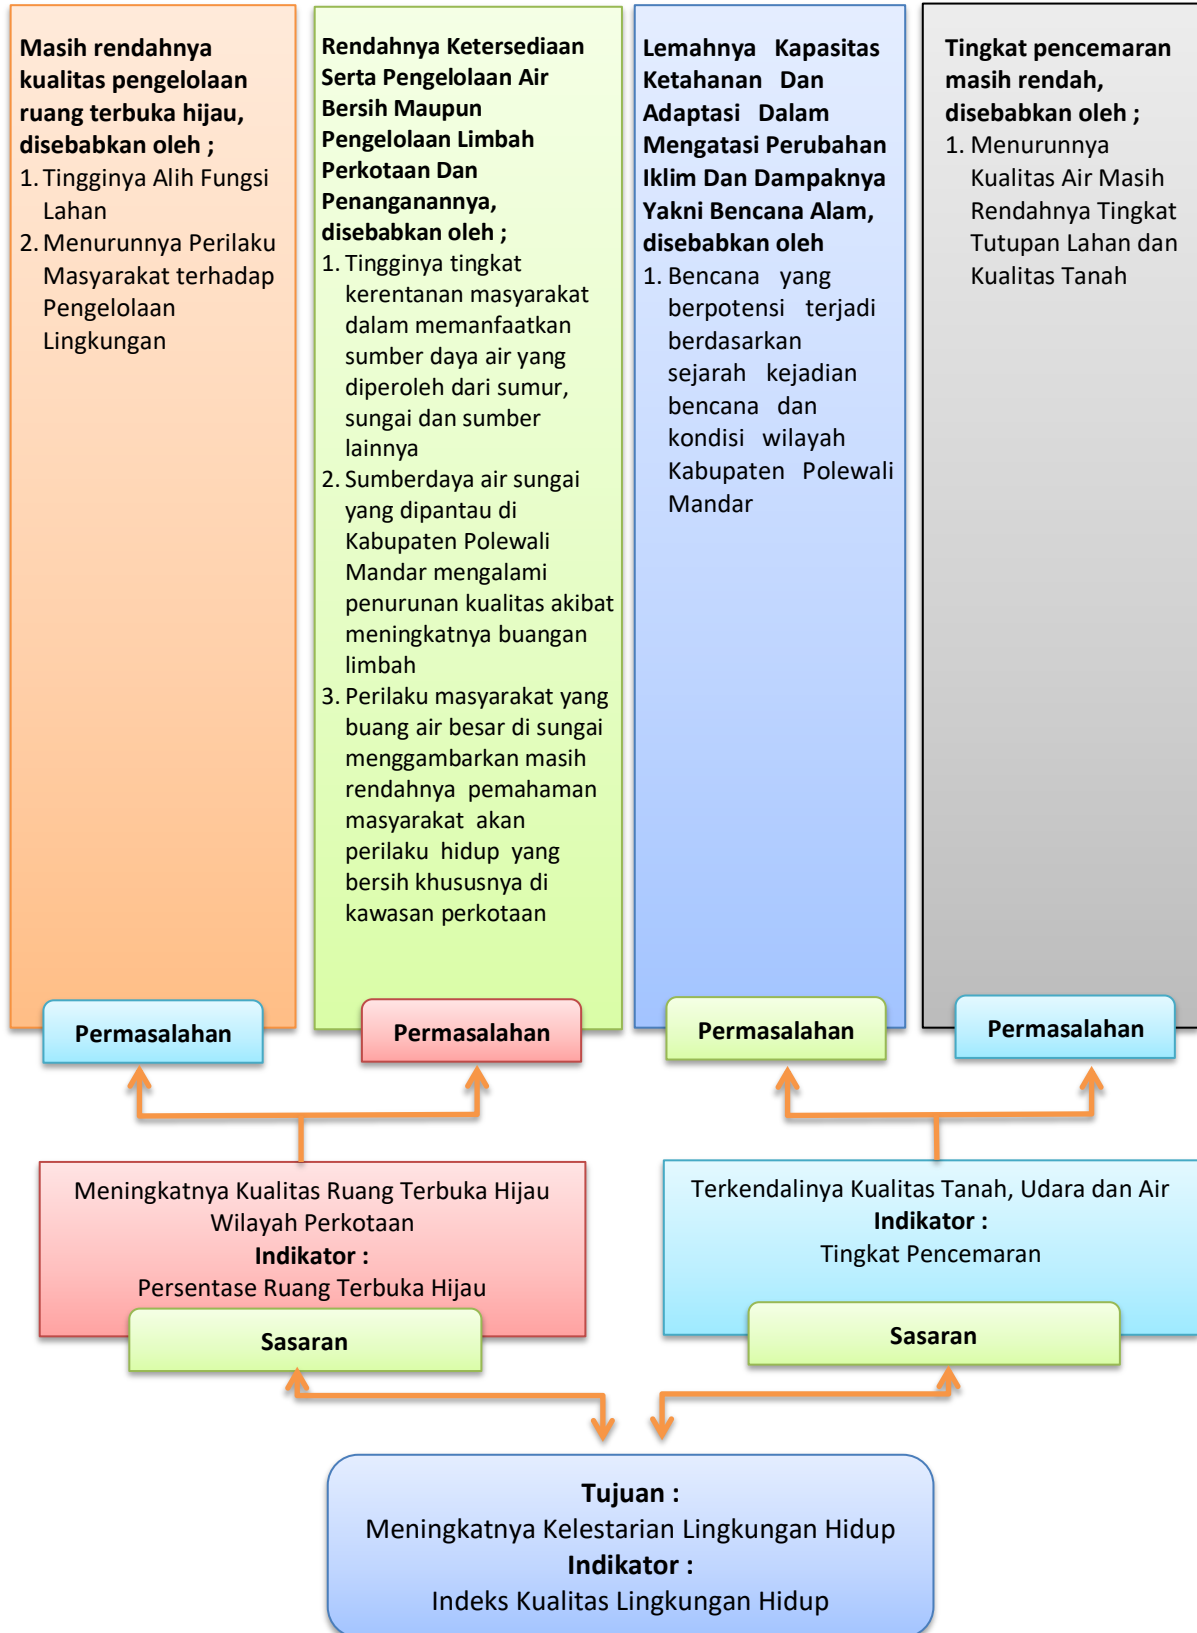 Masih rendahnya
kualitas pengelolaan
ruang terbuka hijau,
disebabkan oleh ;
1. Tingginya Alih Fungsi
Lahan
2. Menurunnya Perilaku
Masyarakat terhadap
Pengelolaan
Lingkungan
Permasalahan
Rendahnya Ketersediaan
Serta Pengelolaan Air
Bersih Maupun
Pengelolaan Limbah
Perkotaan Dan
Penanganannya,
disebabkan oleh ;
1. Tingginya tingkat
kerentanan masyarakat
dalam memanfaatkan
sumber daya air yang
diperoleh dari sumur,
sungai dan sumber
lainnya
2. Sumberdaya air sungai
yang dipantau di
Kabupaten Polewali
Mandar mengalami
penurunan kualitas akibat
meningkatnya buangan
limbah
3. Perilaku masyarakat yang
buang air besar di sungai
menggambarkan masih
rendahnya pemahaman
masyarakat akan
perilaku hidup yang
bersih khususnya di
kawasan perkotaan
Permasalahan
Lemahnya Kapasitas
Ketahanan Dan
Adaptasi Dalam
Mengatasi Perubahan
Iklim Dan Dampaknya
Yakni Bencana Alam,
disebabkan oleh
1. Bencana yang
berpotensi terjadi
berdasarkan
sejarah kejadian
bencana dan
kondisi wilayah
Kabupaten Polewali
Mandar
Permasalahan
Tingkat pencemaran
masih rendah,
disebabkan oleh ;
1. Menurunnya
Kualitas Air Masih
Rendahnya Tingkat
Tutupan Lahan dan
Kualitas Tanah
Permasalahan
Meningkatnya Kualitas Ruang Terbuka Hijau
Wilayah Perkotaan
Indikator :
Persentase Ruang Terbuka Hijau
Sasaran
Terkendalinya Kualitas Tanah, Udara dan Air
Indikator :
Tingkat Pencemaran
Sasaran
Tujuan :
Meningkatnya Kelestarian Lingkungan Hidup
Indikator :
Indeks Kualitas Lingkungan Hidup